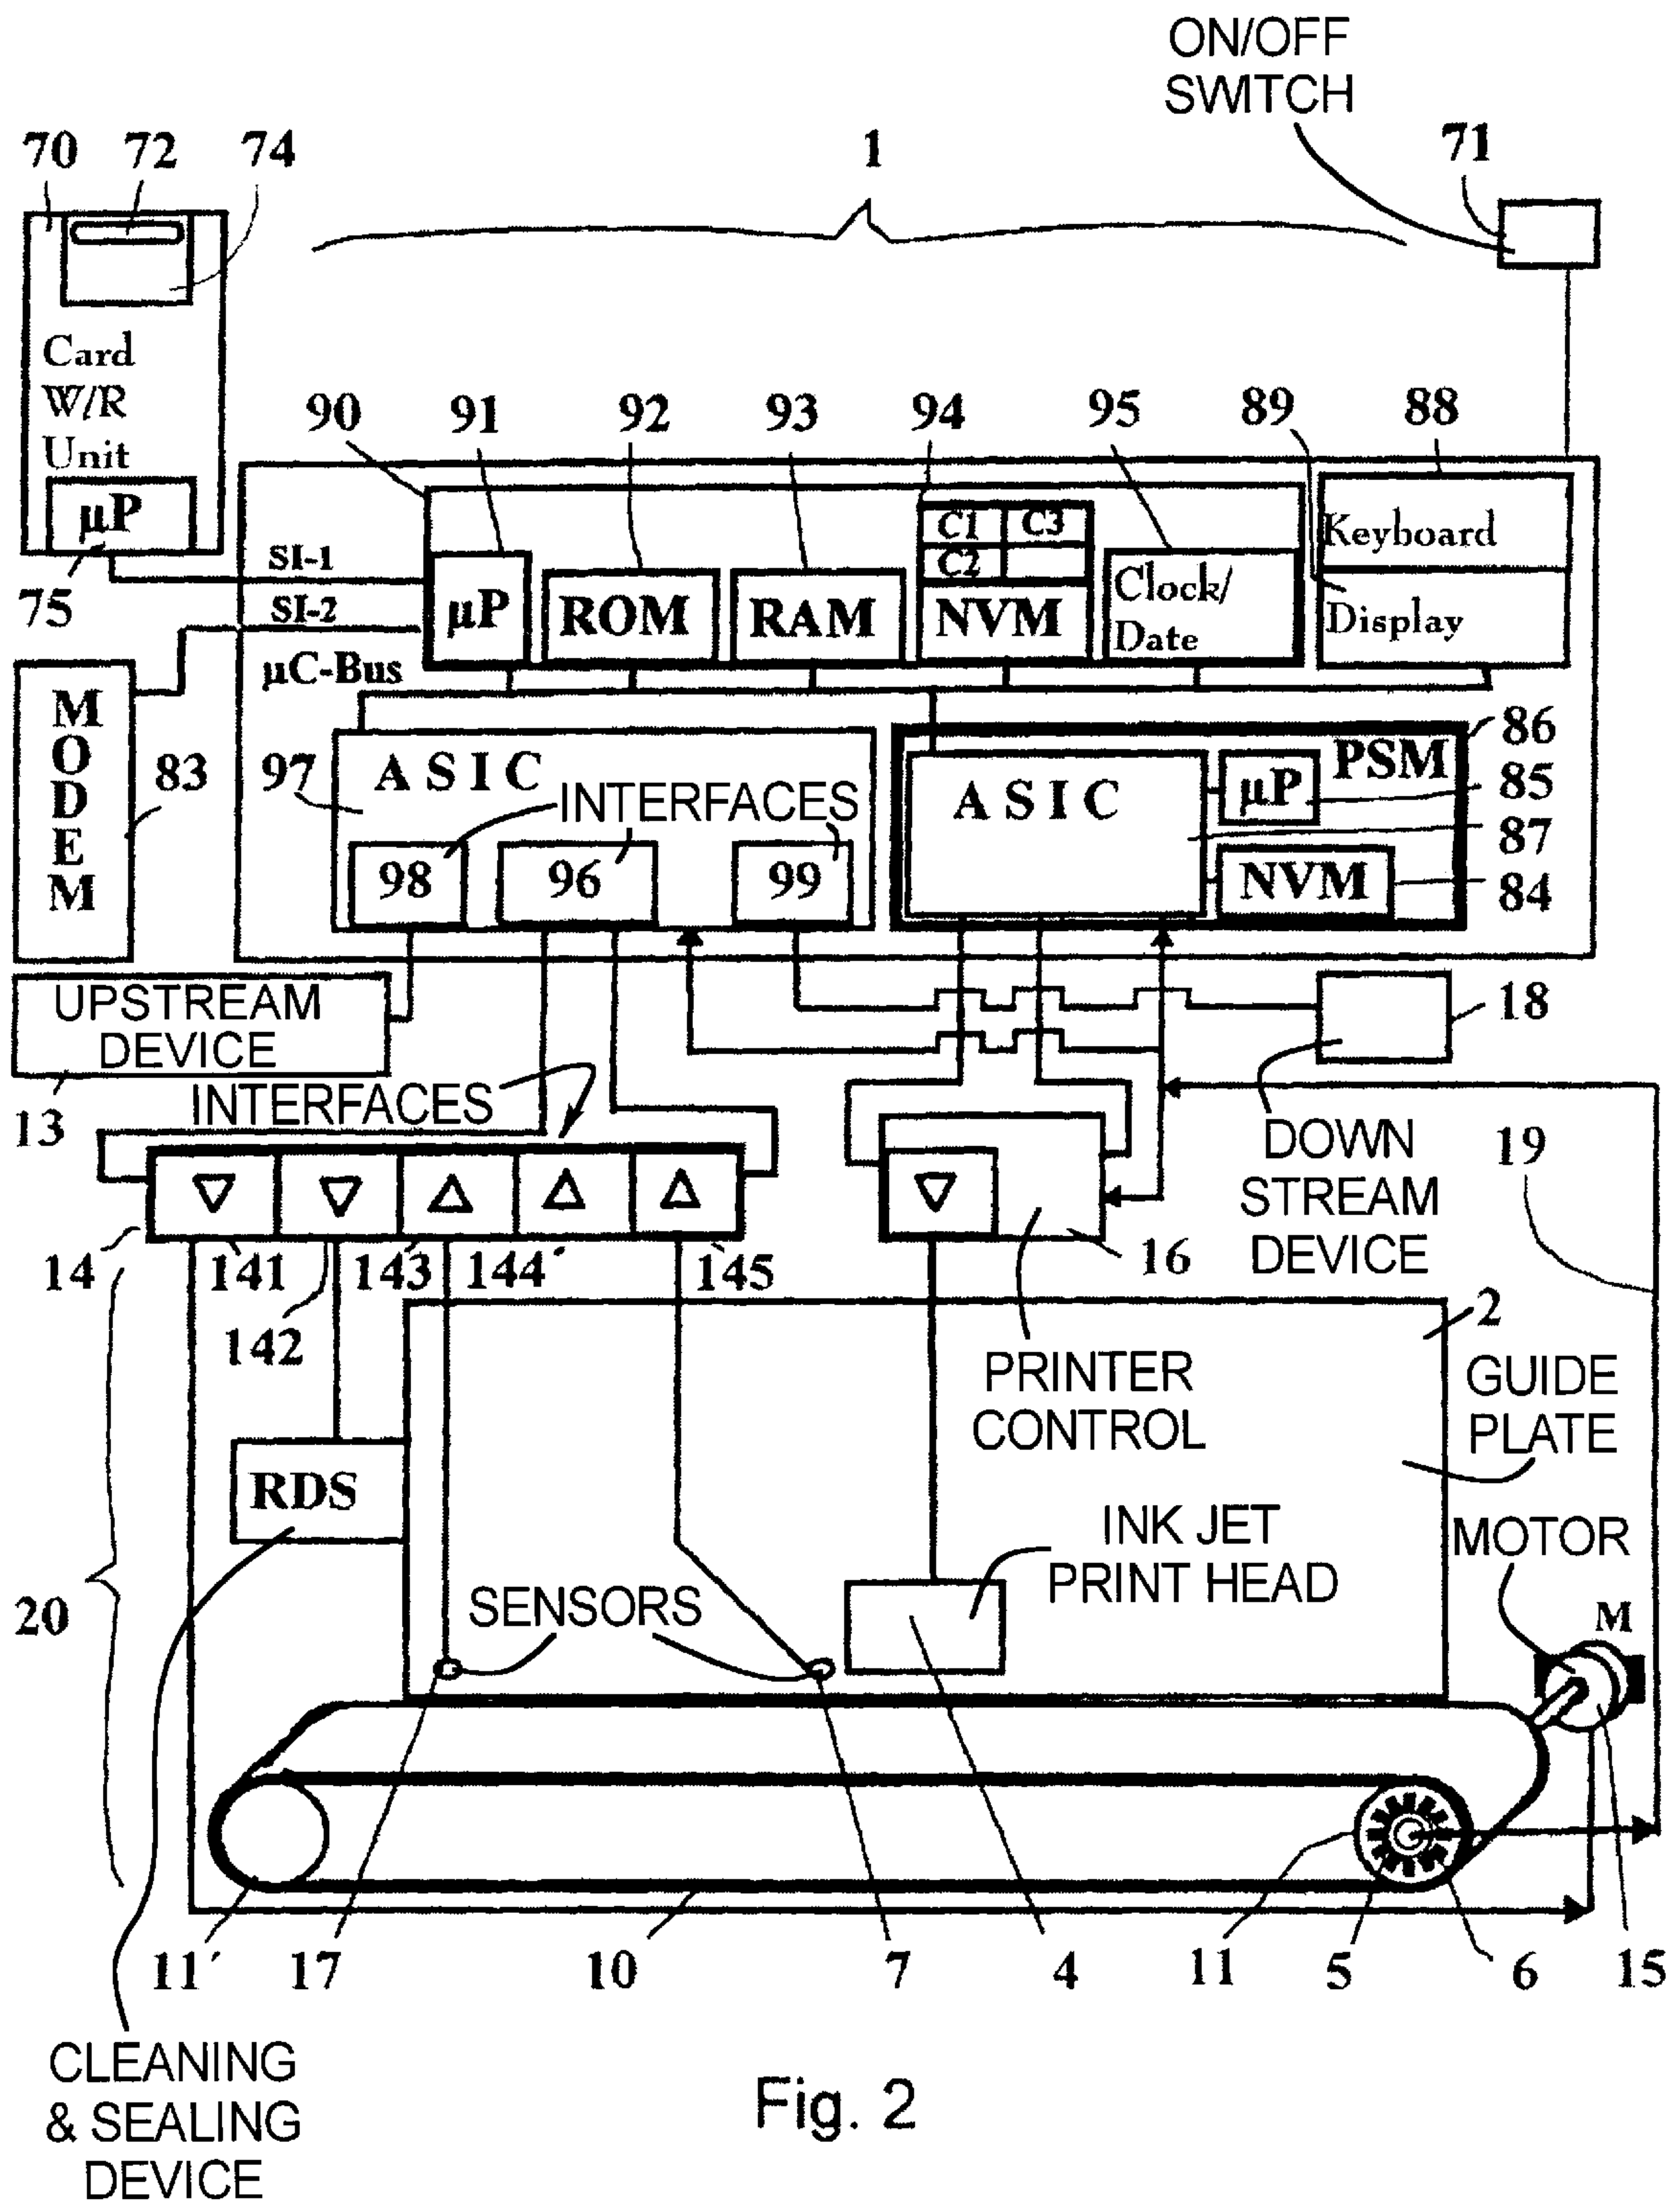 ON/OFF
SWITCH
70 72 74 1 71
Card
W/R
Unit
µP
75
90 91 92 93 94 95 89 88
SI-1
SI-2
µC-Bus
µP
ROM
RAM
C1 C3
C2
NVM
Clock/
Date
Keyboard
Display
MODEM
83
97
A S I C
INTERFACES
98 96 99
A S I C
µP
PSM
NVM
86
85
87
84
UPSTREAM
DEVICE
13
INTERFACES
18
DOWN
STREAM
DEVICE
19
14 141 142 143 144´ 145
16
2
PRINTER
CONTROL
GUIDE
PLATE
RDS
20
SENSORS
INK JET
PRINT HEAD
MOTOR
M
11´ 17 10 7 4 11 5 6 15
CLEANING
& SEALING
DEVICE
Fig. 2